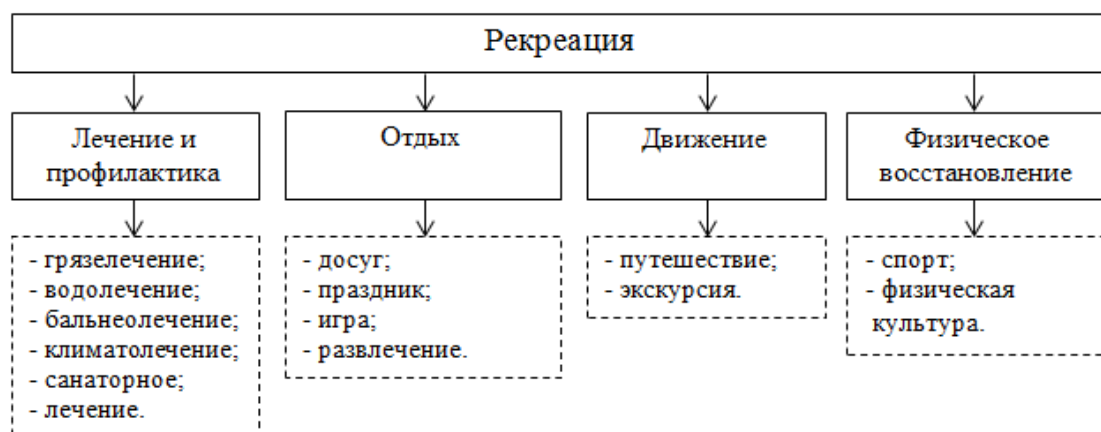 Рекреация
Лечение и
профилактика
Отдых
Движение
Физическое
восстановление
- грязелечение;
- водолечение;
- бальнеолечение;
- климатолечение;
- санаторное;
- лечение.
- досуг;
- праздник;
- игра;
- развлечение.
- путешествие;
- экскурсия.
- спорт;
- физическая
культура.